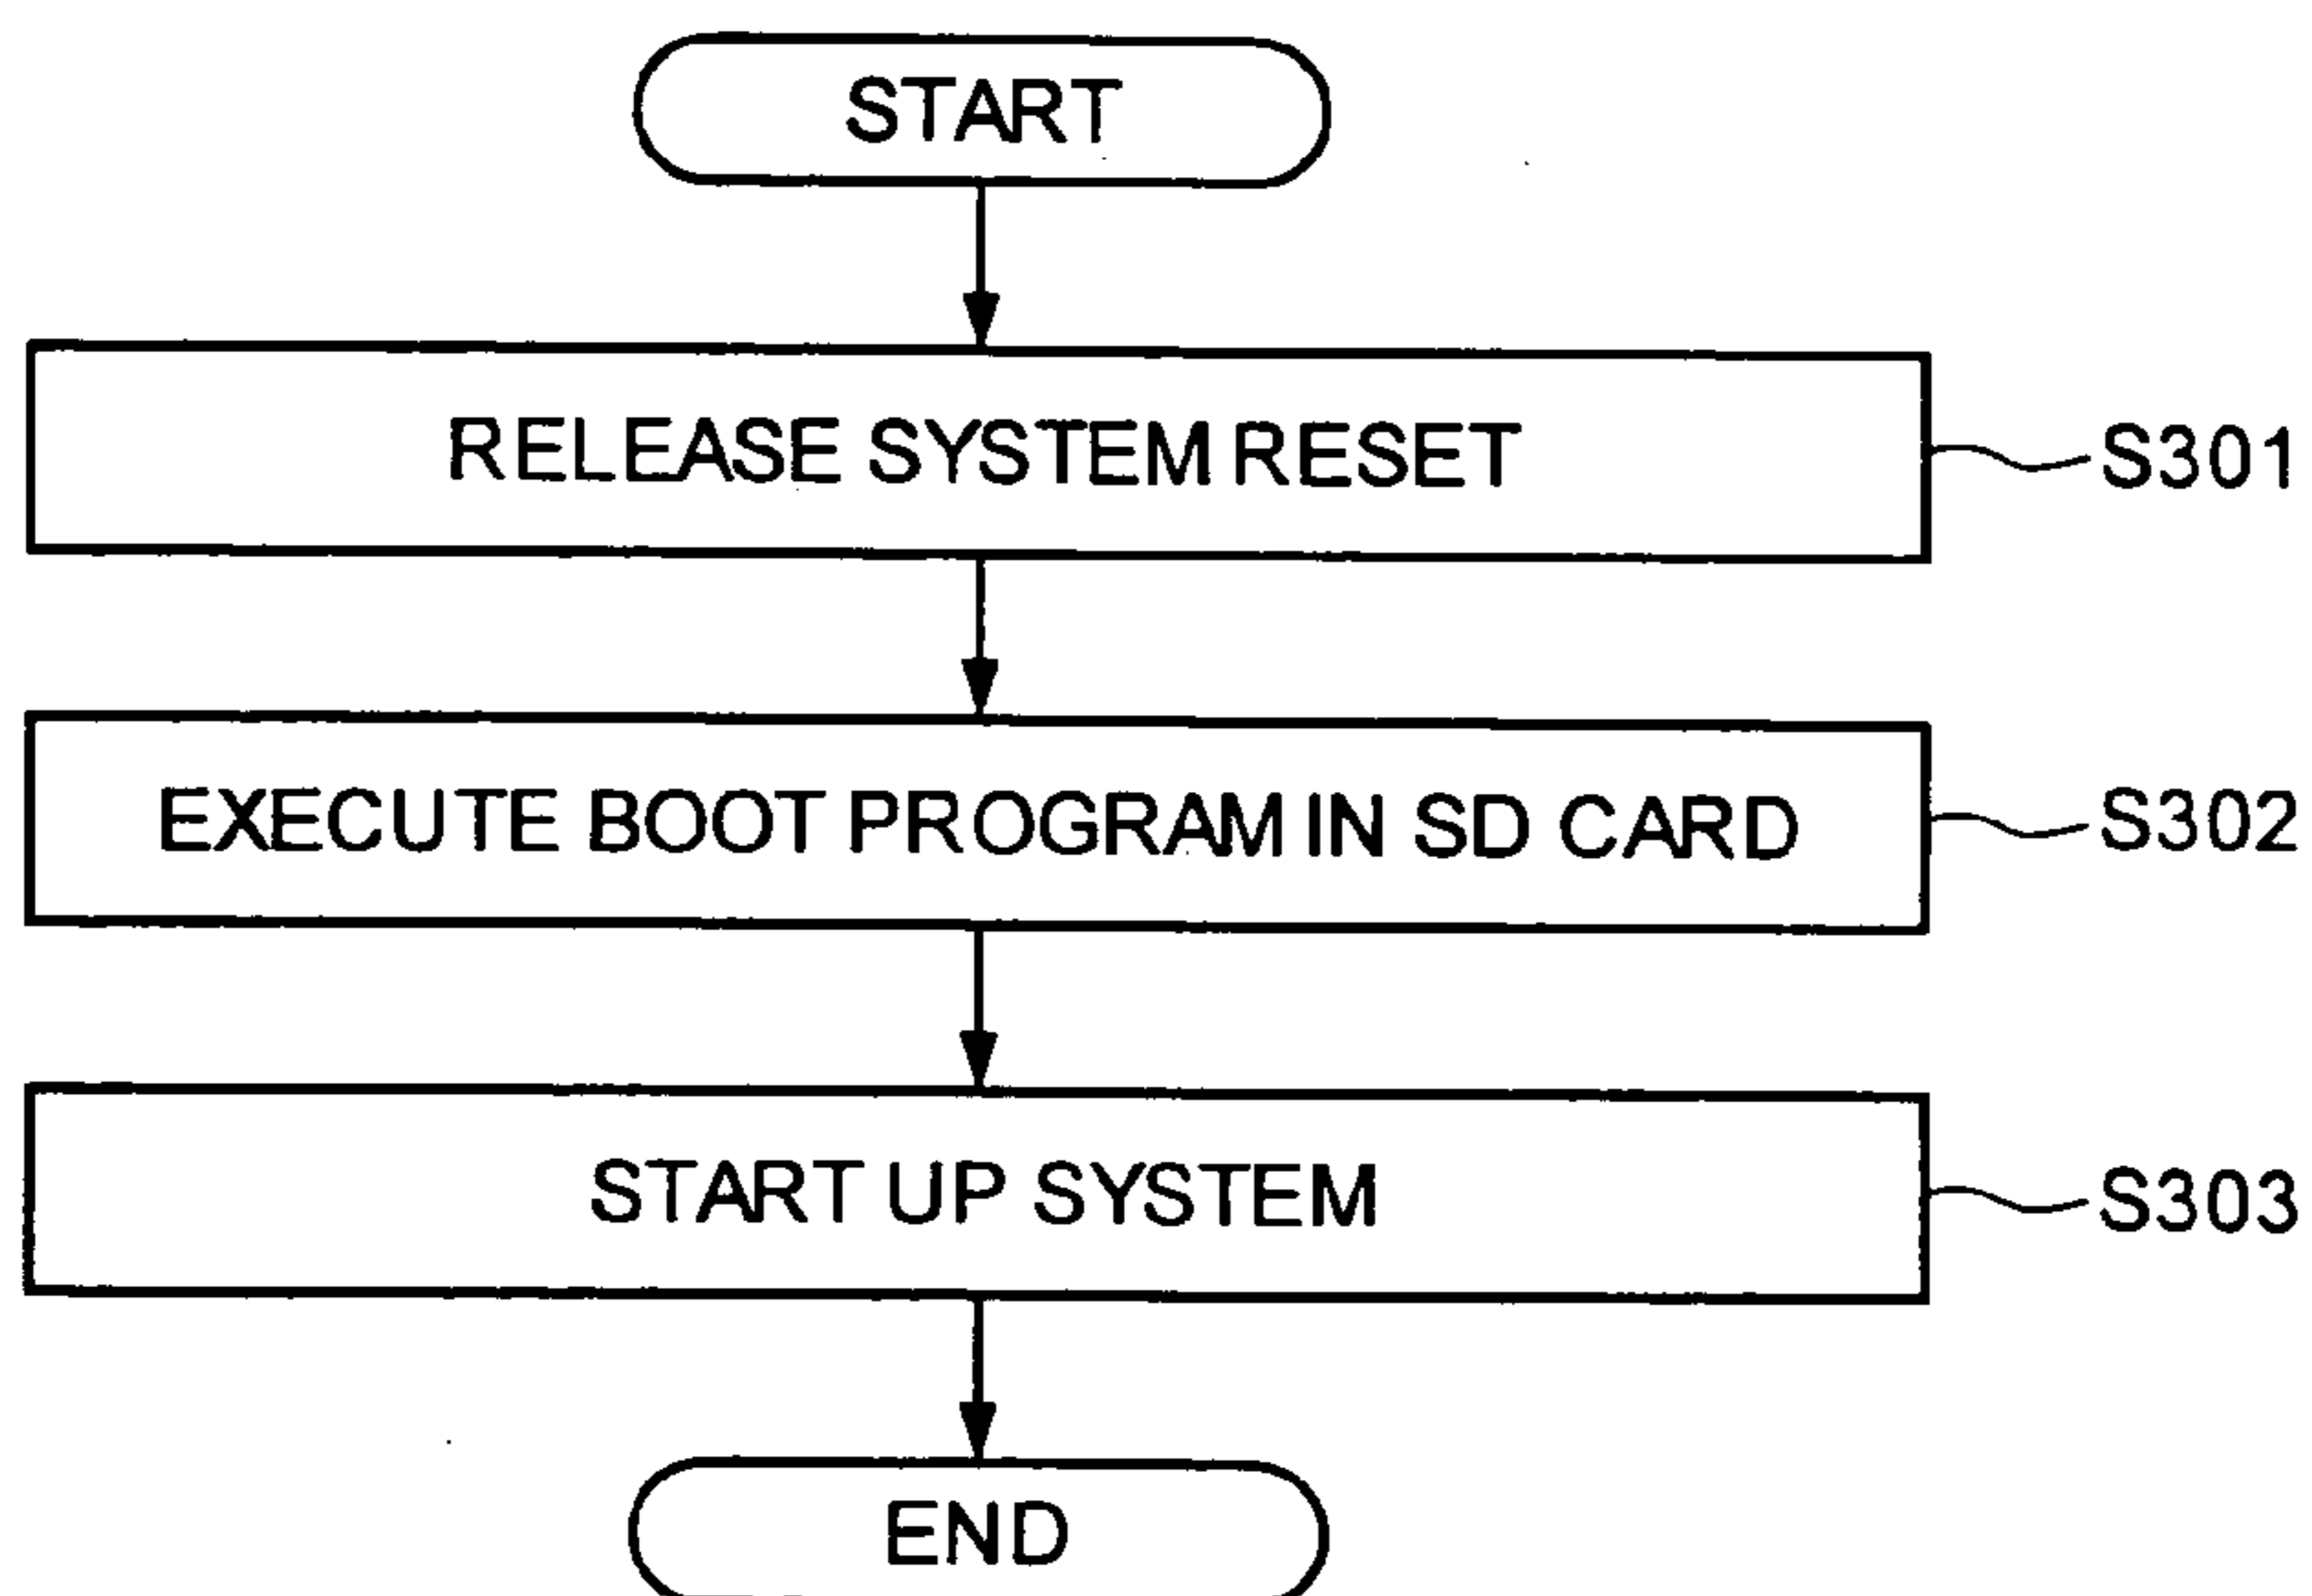 START
RELEASE SYSTEM RESET
S301
EXECUTE BOOT PROGRAM IN SD CARD
S302
START UP SYSTEM
S303
END